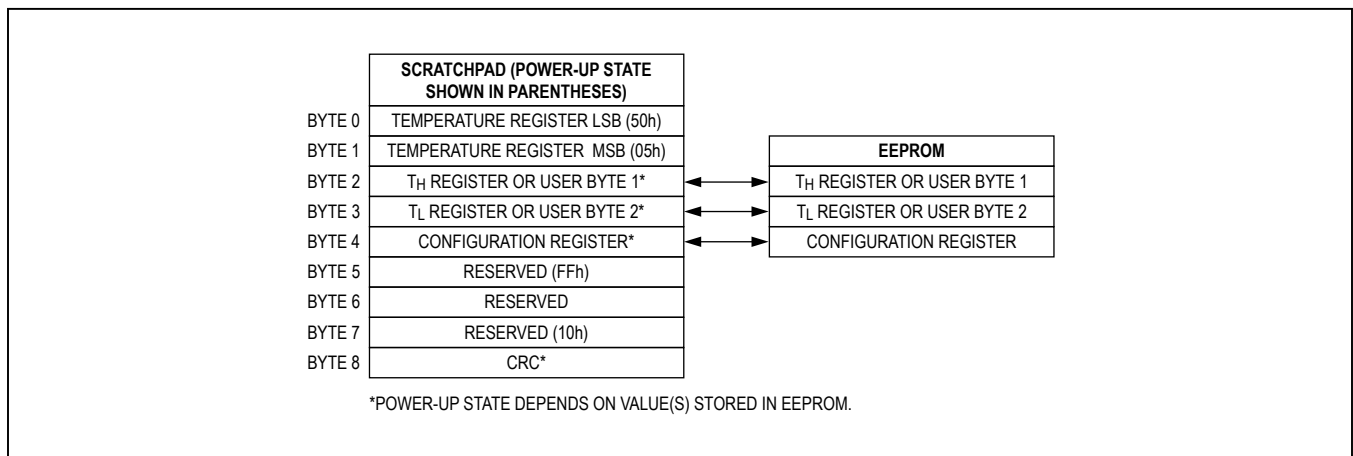 SCRATCHPAD (POWER-UP STATE
SHOWN IN PARENTHESES)
BYTE 0 TEMPERATURE REGISTER LSB (50h)
BYTE 1 TEMPERATURE REGISTER MSB (05h) EEPROM
BYTE 2 TH REGISTER OR USER BYTE 1* TH REGISTER OR USER BYTE 1
BYTE 3 TL REGISTER OR USER BYTE 2* TL REGISTER OR USER BYTE 2
BYTE 4 CONFIGURATION REGISTER* CONFIGURATION REGISTER
BYTE 5 RESERVED (FFh)
BYTE 6 RESERVED
BYTE 7 RESERVED (10h)
BYTE 8 CRC*
*POWER-UP STATE DEPENDS ON VALUE(S) STORED IN EEPROM.